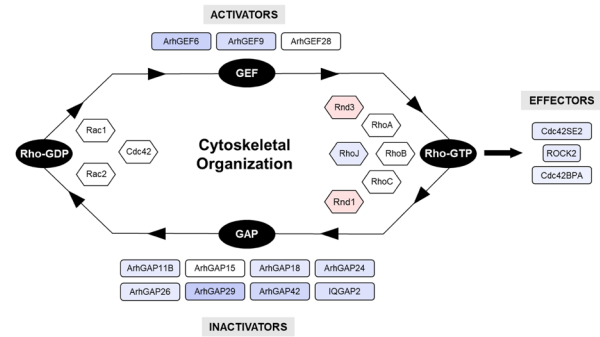 ACTIVATORS
ArhGEF6 ArhGEF9 ArhGEF28
GEF
Rnd3
EFFECTORS
Rac1 RhoA
Cdc42SE2
Rho-GDP Cdc42 Cytoskeletal Organization RhoJ RhoB Rho-GTP ROCK2
Rac2 RhoC Cdc42BPA
Rnd1
GAP
ArhGAP11B ArhGAP15 ArhGAP18 ArhGAP24
ArhGAP26 ArhGAP29 ArhGAP42 IQGAP2
INACTIVATORS